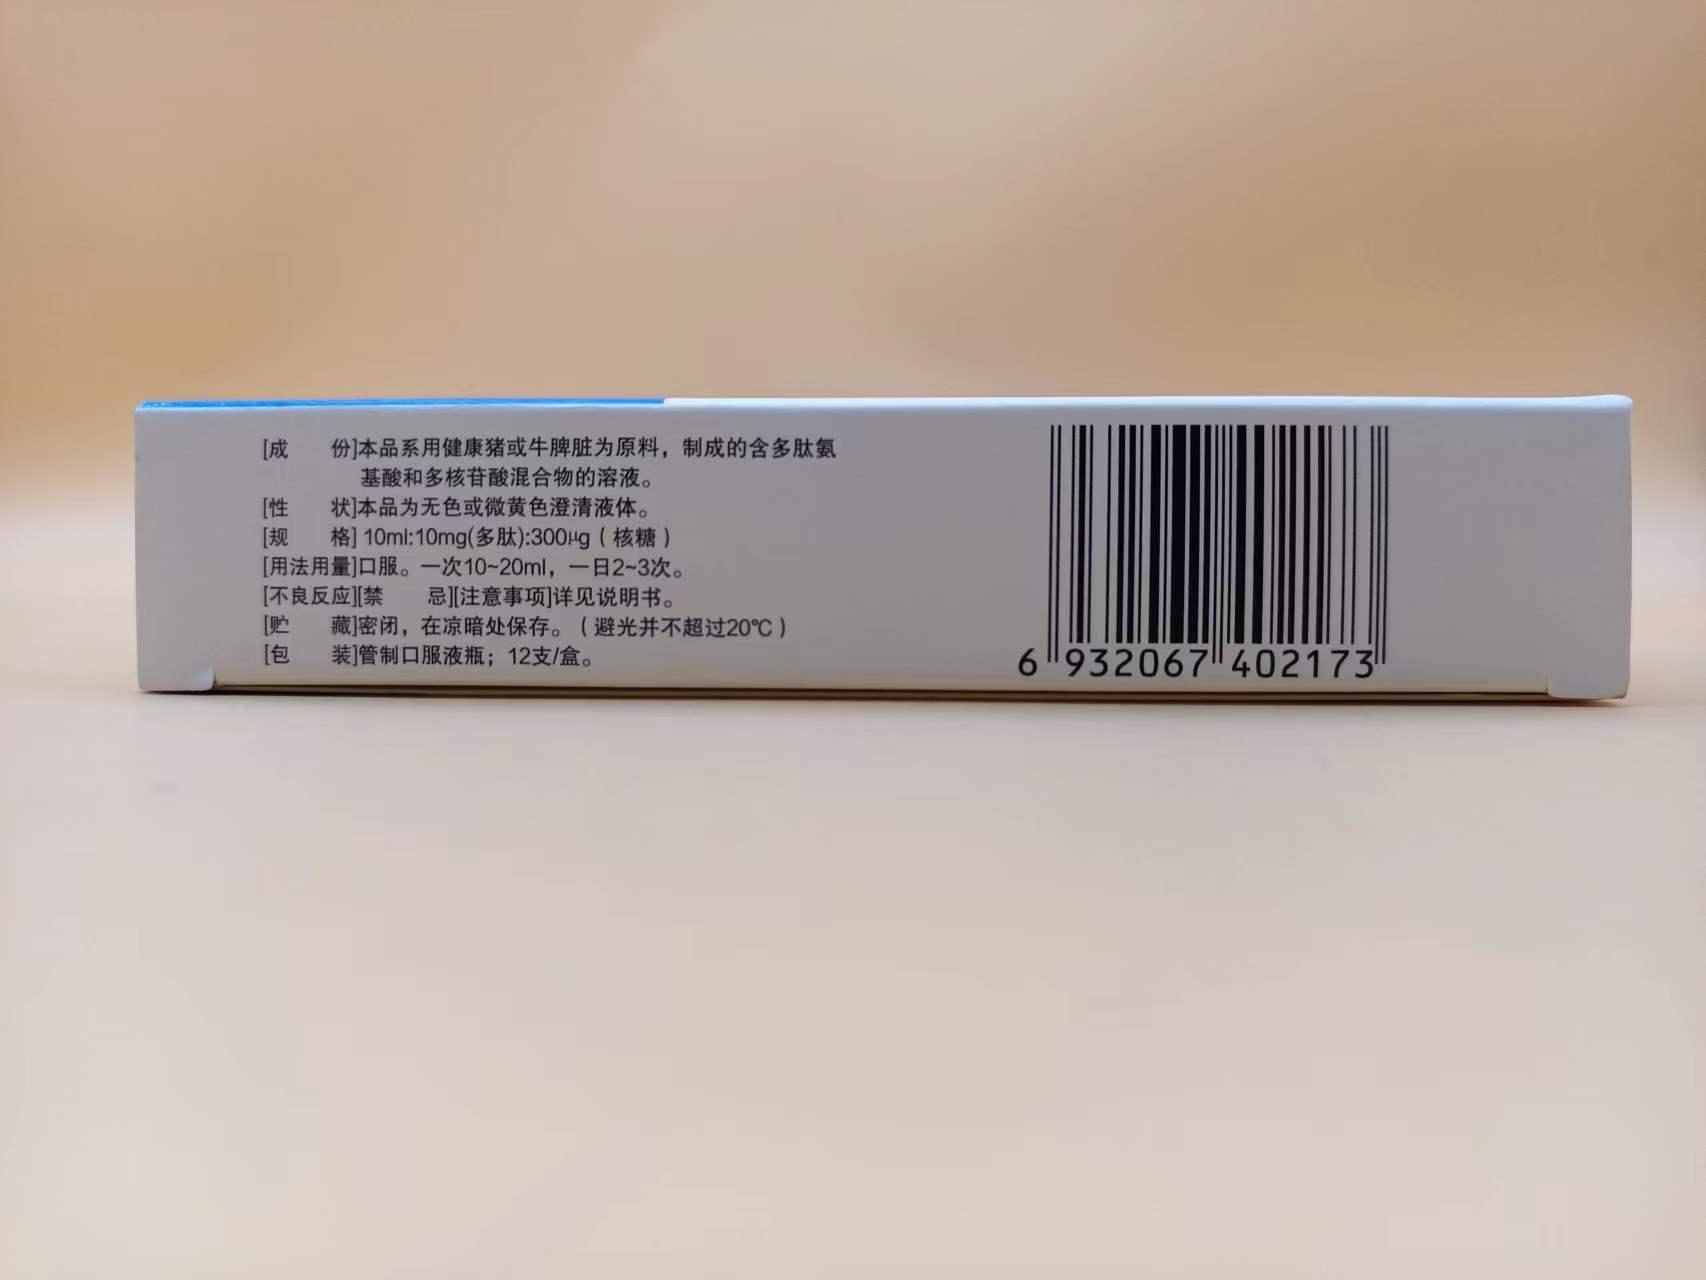 [成　　份]本品系用健康猪或牛脾脏为原料，制成的含多肽氨
基酸和多核苷酸混合物的溶液。
[性　　状]本品为无色或微黄色澄清液体。
[规　　格] 10ml:10mg(多肽):300μg（核糖）
[用法用量]口服。一次10~20ml，一日2~3次。
[不良反应][禁　　忌][注意事项]详见说明书。
[贮　　藏]密闭，在凉暗处保存。（避光并不超过20℃）
[包　　装]管制口服液瓶；12支/盒。
6 932067 402173